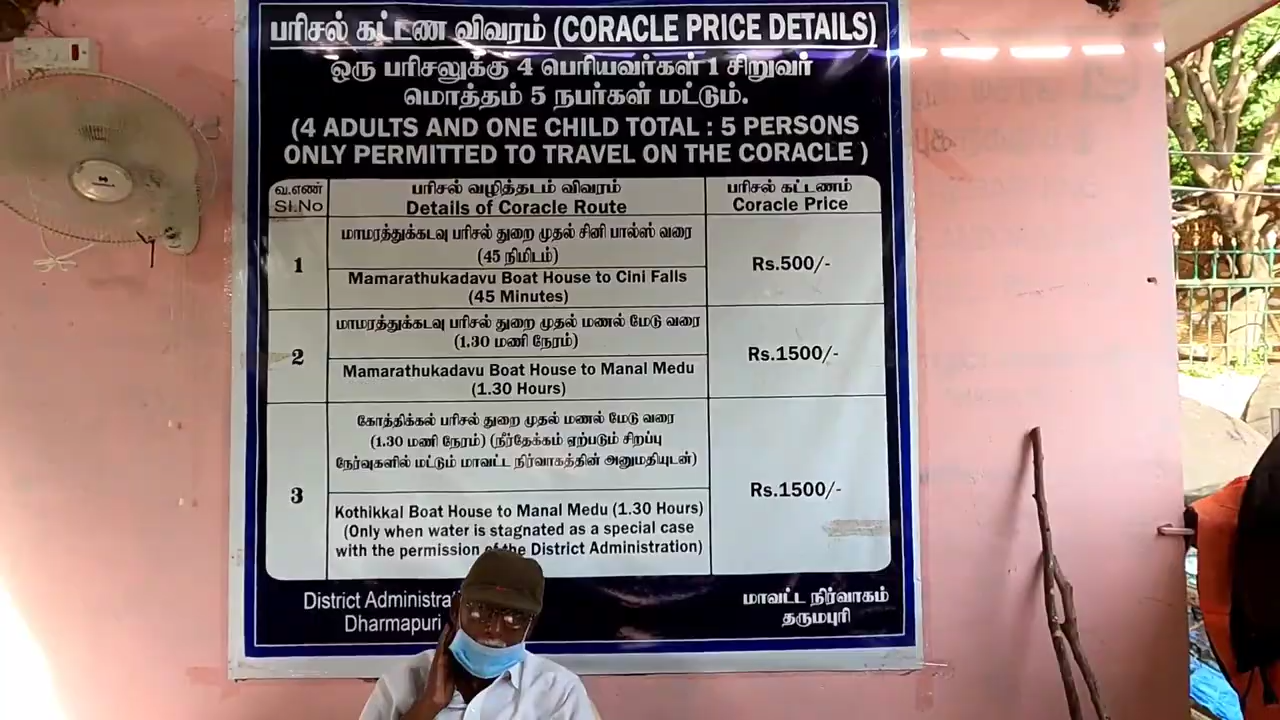 பரிசல் கட்டண விவரம் (CORACLE PRICE DETAILS)
ஒரு பரிசலுக்கு 4 பெரியவர்கள் 1 சிறுவர்
மொத்தம் 5 நபர்கள் மட்டும்.
(4 ADULTS AND ONE CHILD TOTAL : 5 PERSONS
ONLY PERMITTED TO TRAVEL ON THE CORACLE )
வ.எண்
Sl.No
பரிசல் வழித்தடம் விவரம்
Details of Coracle Route
பரிசல் கட்டணம்
Coracle Price
1
மாமரத்துக்கடவு பரிசல் துறை முதல் சினி பால்ஸ் வரை
(45 நிமிடம்)
Mamarathukadavu Boat House to Cini Falls
(45 Minutes)
Rs.500/-
2
மாமரத்துக்கடவு பரிசல் துறை முதல் மணல் மேடு வரை
(1.30 மணி நேரம்)
Mamarathukadavu Boat House to Manal Medu
(1.30 Hours)
Rs.1500/-
3
கோத்திக்கல் பரிசல் துறை முதல் மணல் மேடு வரை
(1.30 மணி நேரம்) (நீர்தேக்கம் ஏற்படும் சிறப்பு
நேர்வுகளில் மட்டும் மாவட்ட நிர்வாகத்தின் அனுமதியுடன்)
Kothikkal Boat House to Manal Medu (1.30 Hours)
(Only when water is stagnated as a special case
with the permission of the District Administration)
Rs.1500/-
District
Dharmapuri
மாவட்ட நிர்வாகம்
தருமபுரி